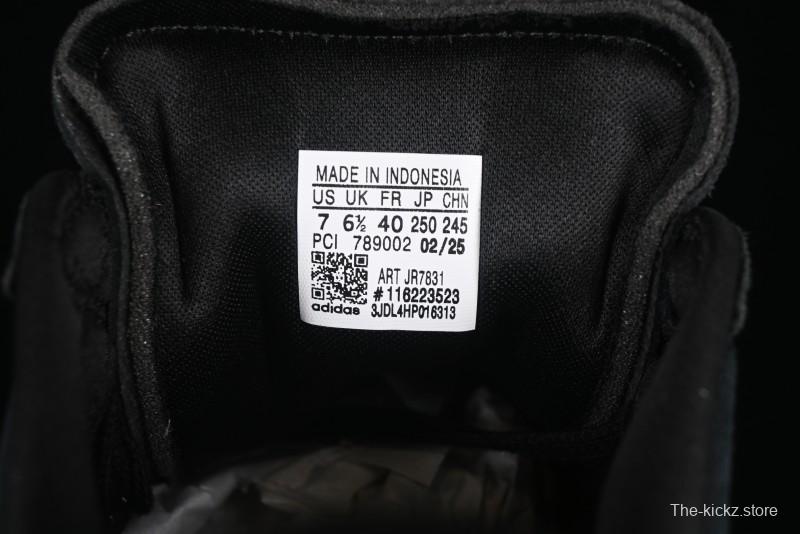 MADE IN INDONESIA
US UK FR JP CHN
7 6½ 40 250 245
PCI 789002 02/25
ART JR7831
#116223523
adidas 3JDL4HP016313
The-kickz.store